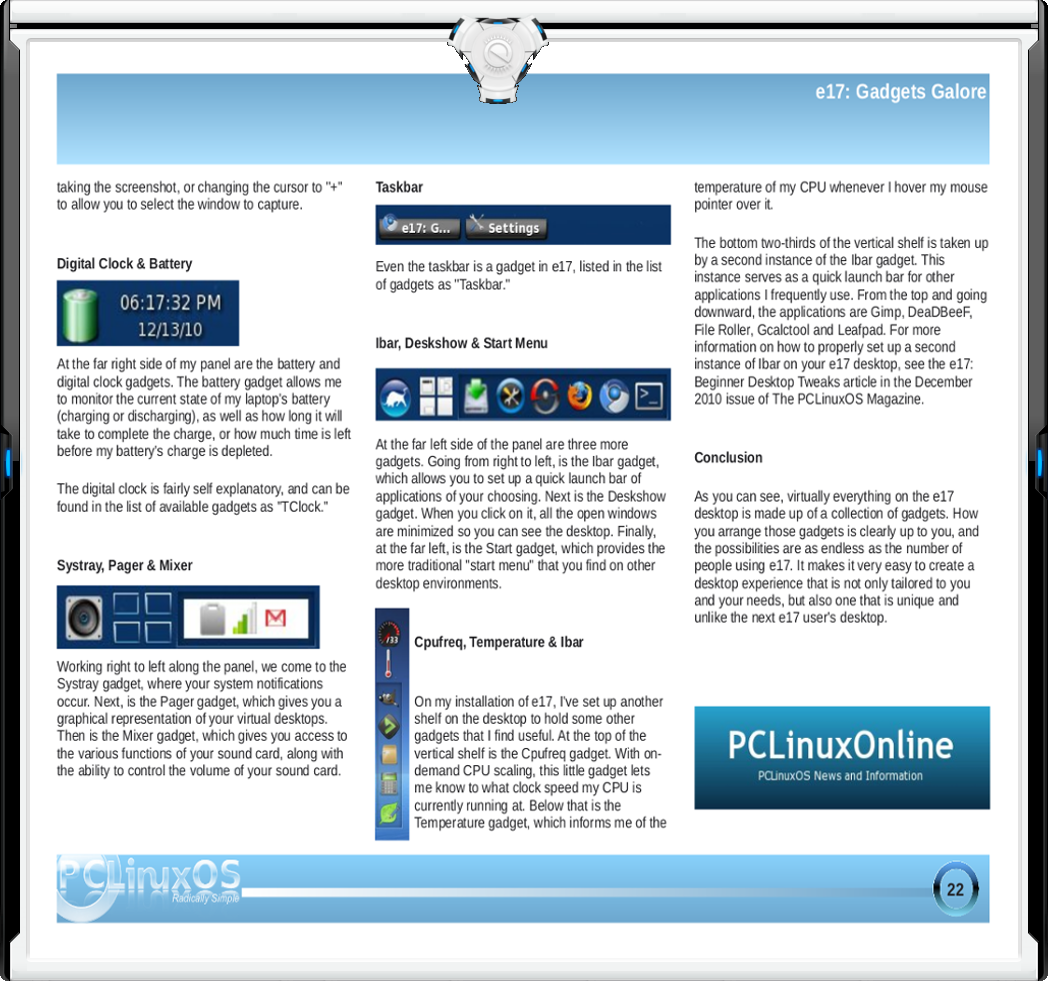 e17: Gadgets Galore
taking the screenshot, or changing the cursor to "+"
to allow you to select the window to capture.
Digital Clock & Battery
06:17:32 PM
12/13/10
At the far right side of my panel are the battery and
digital clock gadgets. The battery gadget allows me
to monitor the current state of my laptop's battery
(charging or discharging), as well as how long it will
take to complete the charge, or how much time is left
before my battery's charge is depleted.
The digital clock is fairly self explanatory, and can be
found in the list of available gadgets as "TClock."
Systray, Pager & Mixer
Working right to left along the panel, we come to the
Systray gadget, where your system notifications
occur. Next, is the Pager gadget, which gives you a
graphical representation of your virtual desktops.
Then is the Mixer gadget, which gives you access to
the various functions of your sound card, along with
the ability to control the volume of your sound card.
Taskbar
e17: G...
Settings
Even the taskbar is a gadget in e17, listed in the list
of gadgets as "Taskbar."
Ibar, Deskshow & Start Menu
At the far left side of the panel are three more
gadgets. Going from right to left, is the Ibar gadget,
which allows you to set up a quick launch bar of
applications of your choosing. Next is the Deskshow
gadget. When you click on it, all the open windows
are minimized so you can see the desktop. Finally,
at the far left, is the Start gadget, which provides the
more traditional "start menu" that you find on other
desktop environments.
/33
Cpufreq, Temperature & Ibar
On my installation of e17, I've set up another
shelf on the desktop to hold some other
gadgets that I find useful. At the top of the
vertical shelf is the Cpufreq gadget. With on-
demand CPU scaling, this little gadget lets
me know to what clock speed my CPU is
currently running at. Below that is the
Temperature gadget, which informs me of the
temperature of my CPU whenever I hover my mouse
pointer over it.
The bottom two-thirds of the vertical shelf is taken up
by a second instance of the Ibar gadget. This
instance serves as a quick launch bar for other
applications I frequently use. From the top and going
downward, the applications are Gimp, DeaDBeeF,
File Roller, Gcalctool and Leafpad. For more
information on how to properly set up a second
instance of Ibar on your e17 desktop, see the e17:
Beginner Desktop Tweaks article in the December
2010 issue of The PCLinuxOS Magazine.
Conclusion
As you can see, virtually everything on the e17
desktop is made up of a collection of gadgets. How
you arrange those gadgets is clearly up to you, and
the possibilities are as endless as the number of
people using e17. It makes it very easy to create a
desktop experience that is not only tailored to you
and your needs, but also one that is unique and
unlike the next e17 user's desktop.
PCLinuxOnline
PCLinuxOS News and Information
PCLinuxOS
Radically Simple
22